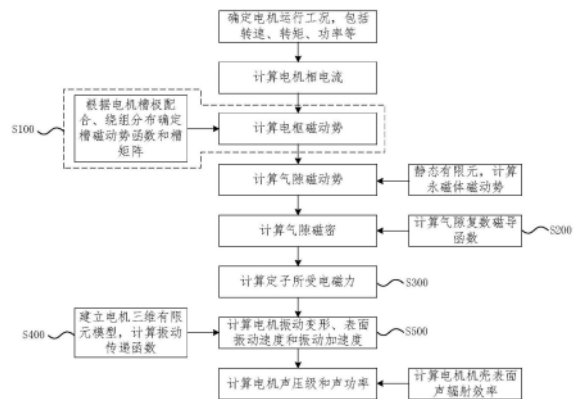 确定电机运行工况，包括
转速、转矩、功率等
计算电机相电流
根据电机槽极配
合、绕组分布确定
槽磁动势函数和槽
矩阵
S100
计算电枢磁动势
计算气隙磁动势
静态有限元，计算
永磁体磁动势
计算气隙磁密
计算气隙复数磁导
函数
S200
计算定子所受电磁力
S300
建立电机三维有限
元模型，计算振动
传递函数
S400
计算电机振动变形、表面
振动速度和振动加速度
S500
计算电机声压级和声功率
计算电机机壳表面
声辐射效率